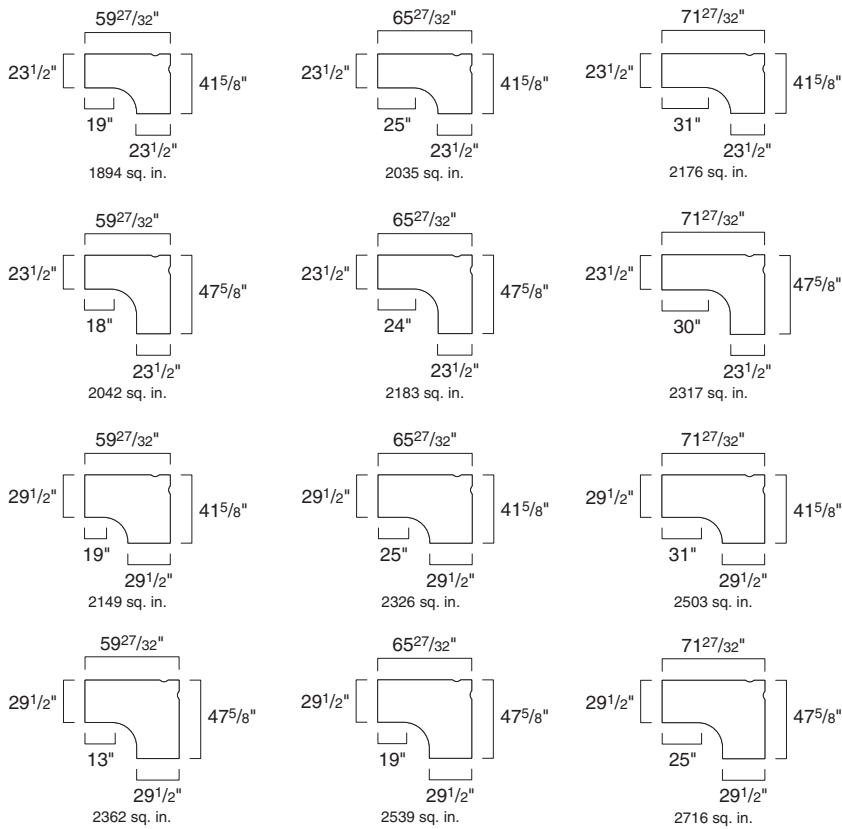 59 27/32" 65 27/32" 71 27/32"
23 1/2" 41 5/8" 23 1/2" 41 5/8" 23 1/2" 41 5/8"
19" 25" 31"
23 1/2" 23 1/2" 23 1/2"
1894 sq. in. 2035 sq. in. 2176 sq. in.
59 27/32" 65 27/32" 71 27/32"
23 1/2" 47 5/8" 23 1/2" 47 5/8" 23 1/2" 47 5/8"
18" 24" 30"
23 1/2" 23 1/2" 23 1/2"
2042 sq. in. 2183 sq. in. 2317 sq. in.
59 27/32" 65 27/32" 71 27/32"
29 1/2" 41 5/8" 29 1/2" 41 5/8" 29 1/2" 41 5/8"
19" 25" 31"
29 1/2" 29 1/2" 29 1/2"
2149 sq. in. 2326 sq. in. 2503 sq. in.
59 27/32" 65 27/32" 71 27/32"
29 1/2" 47 5/8" 29 1/2" 47 5/8" 29 1/2" 47 5/8"
13" 19" 25"
29 1/2" 29 1/2" 29 1/2"
2362 sq. in. 2539 sq. in. 2716 sq. in.